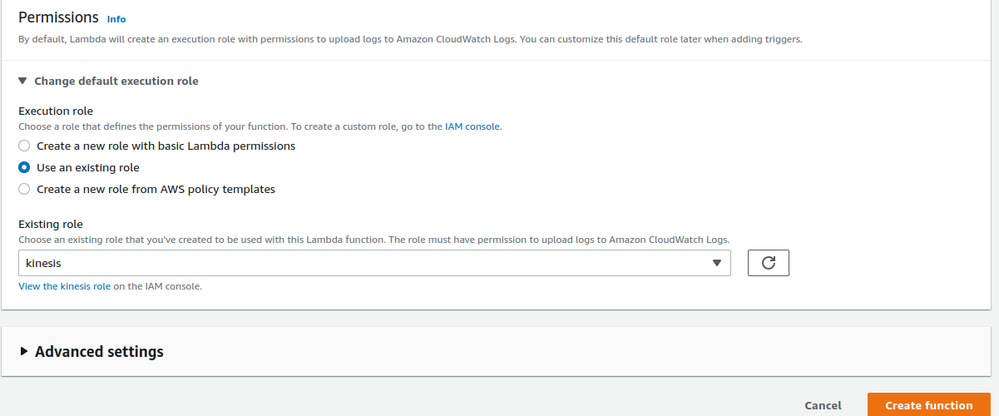 Permissions Info
By default, Lambda will create an execution role with permissions to upload logs to Amazon CloudWatch Logs. You can customize this default role later when adding triggers.
Change default execution role
Execution role
Choose a role that defines the permissions of your function. To create a custom role, go to the IAM console.
Create a new role with basic Lambda permissions
Use an existing role
Create a new role from AWS policy templates
Existing role
Choose an existing role that you've created to be used with this Lambda function. The role must have permission to upload logs to Amazon CloudWatch Logs.
kinesis
View the kinesis role on the IAM console.
Advanced settings
Cancel Create function